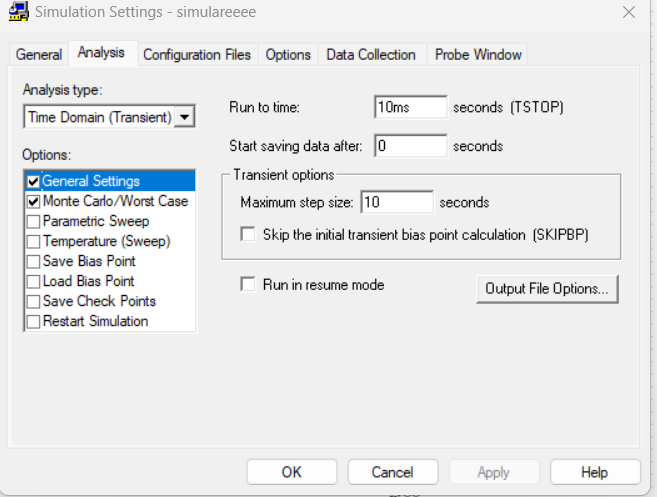 Simulation Settings - simulareeee
General Analysis Configuration Files Options Data Collection Probe Window
Analysis type:
Time Domain (Transient)
Options:
General Settings
Monte Carlo/Worst Case
Parametric Sweep
Temperature (Sweep)
Save Bias Point
Load Bias Point
Save Check Points
Restart Simulation
Run to time: 10ms seconds (TSTOP)
Start saving data after: 0 seconds
Transient options
Maximum step size: 10 seconds
Skip the initial transient bias point calculation (SKIPBP)
Run in resume mode
Output File Options...
OK Cancel Apply Help